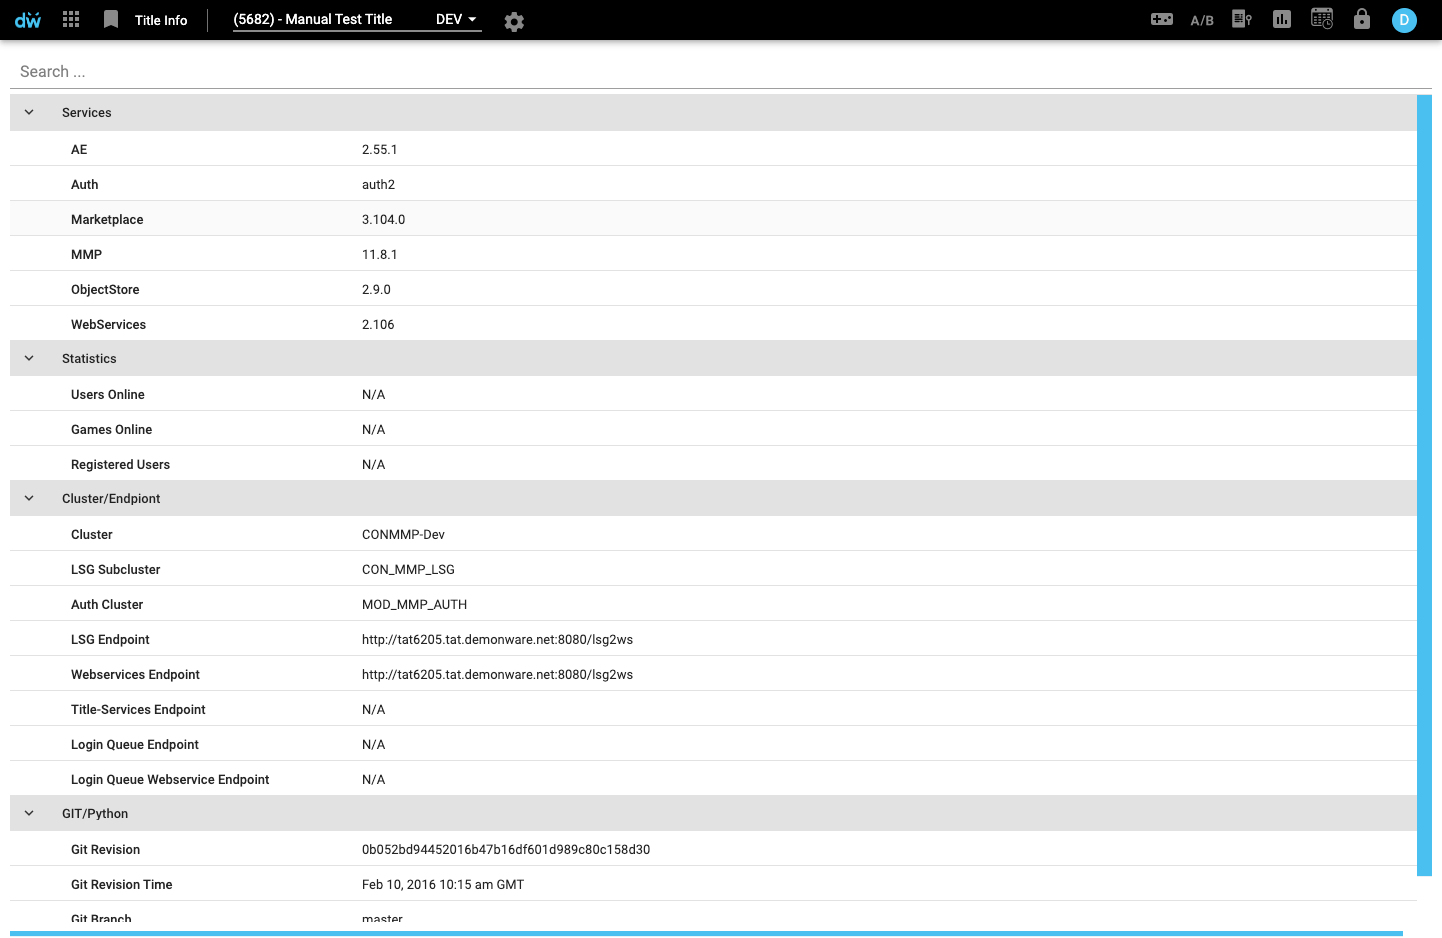 dw Title Info (5682) - Manual Test Title DEV A/B D
Search ...
Services
AE 2.55.1
Auth auth2
Marketplace 3.104.0
MMP 11.8.1
ObjectStore 2.9.0
WebServices 2.106
Statistics
Users Online N/A
Games Online N/A
Registered Users N/A
Cluster/Endpiont
Cluster CONMMP-Dev
LSG Subcluster CON_MMP_LSG
Auth Cluster MOD_MMP_AUTH
LSG Endpoint http://tat6205.tat.demonware.net:8080/lsg2ws
Webservices Endpoint http://tat6205.tat.demonware.net:8080/lsg2ws
Title-Services Endpoint N/A
Login Queue Endpoint N/A
Login Queue Webservice Endpoint N/A
GIT/Python
Git Revision 0b052bd94452016b47b16df601d989c80c158d30
Git Revision Time Feb 10, 2016 10:15 am GMT
Git Branch master